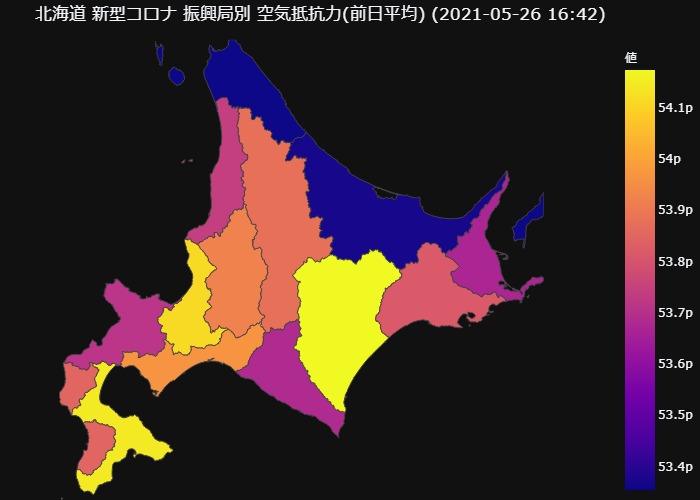 北海道 新型コロナ 振興局別 空気抵抗力(前日平均) (2021-05-26 16:42)
値
54.1p
54p
53.9p
53.8p
53.7p
53.6p
53.5p
53.4p